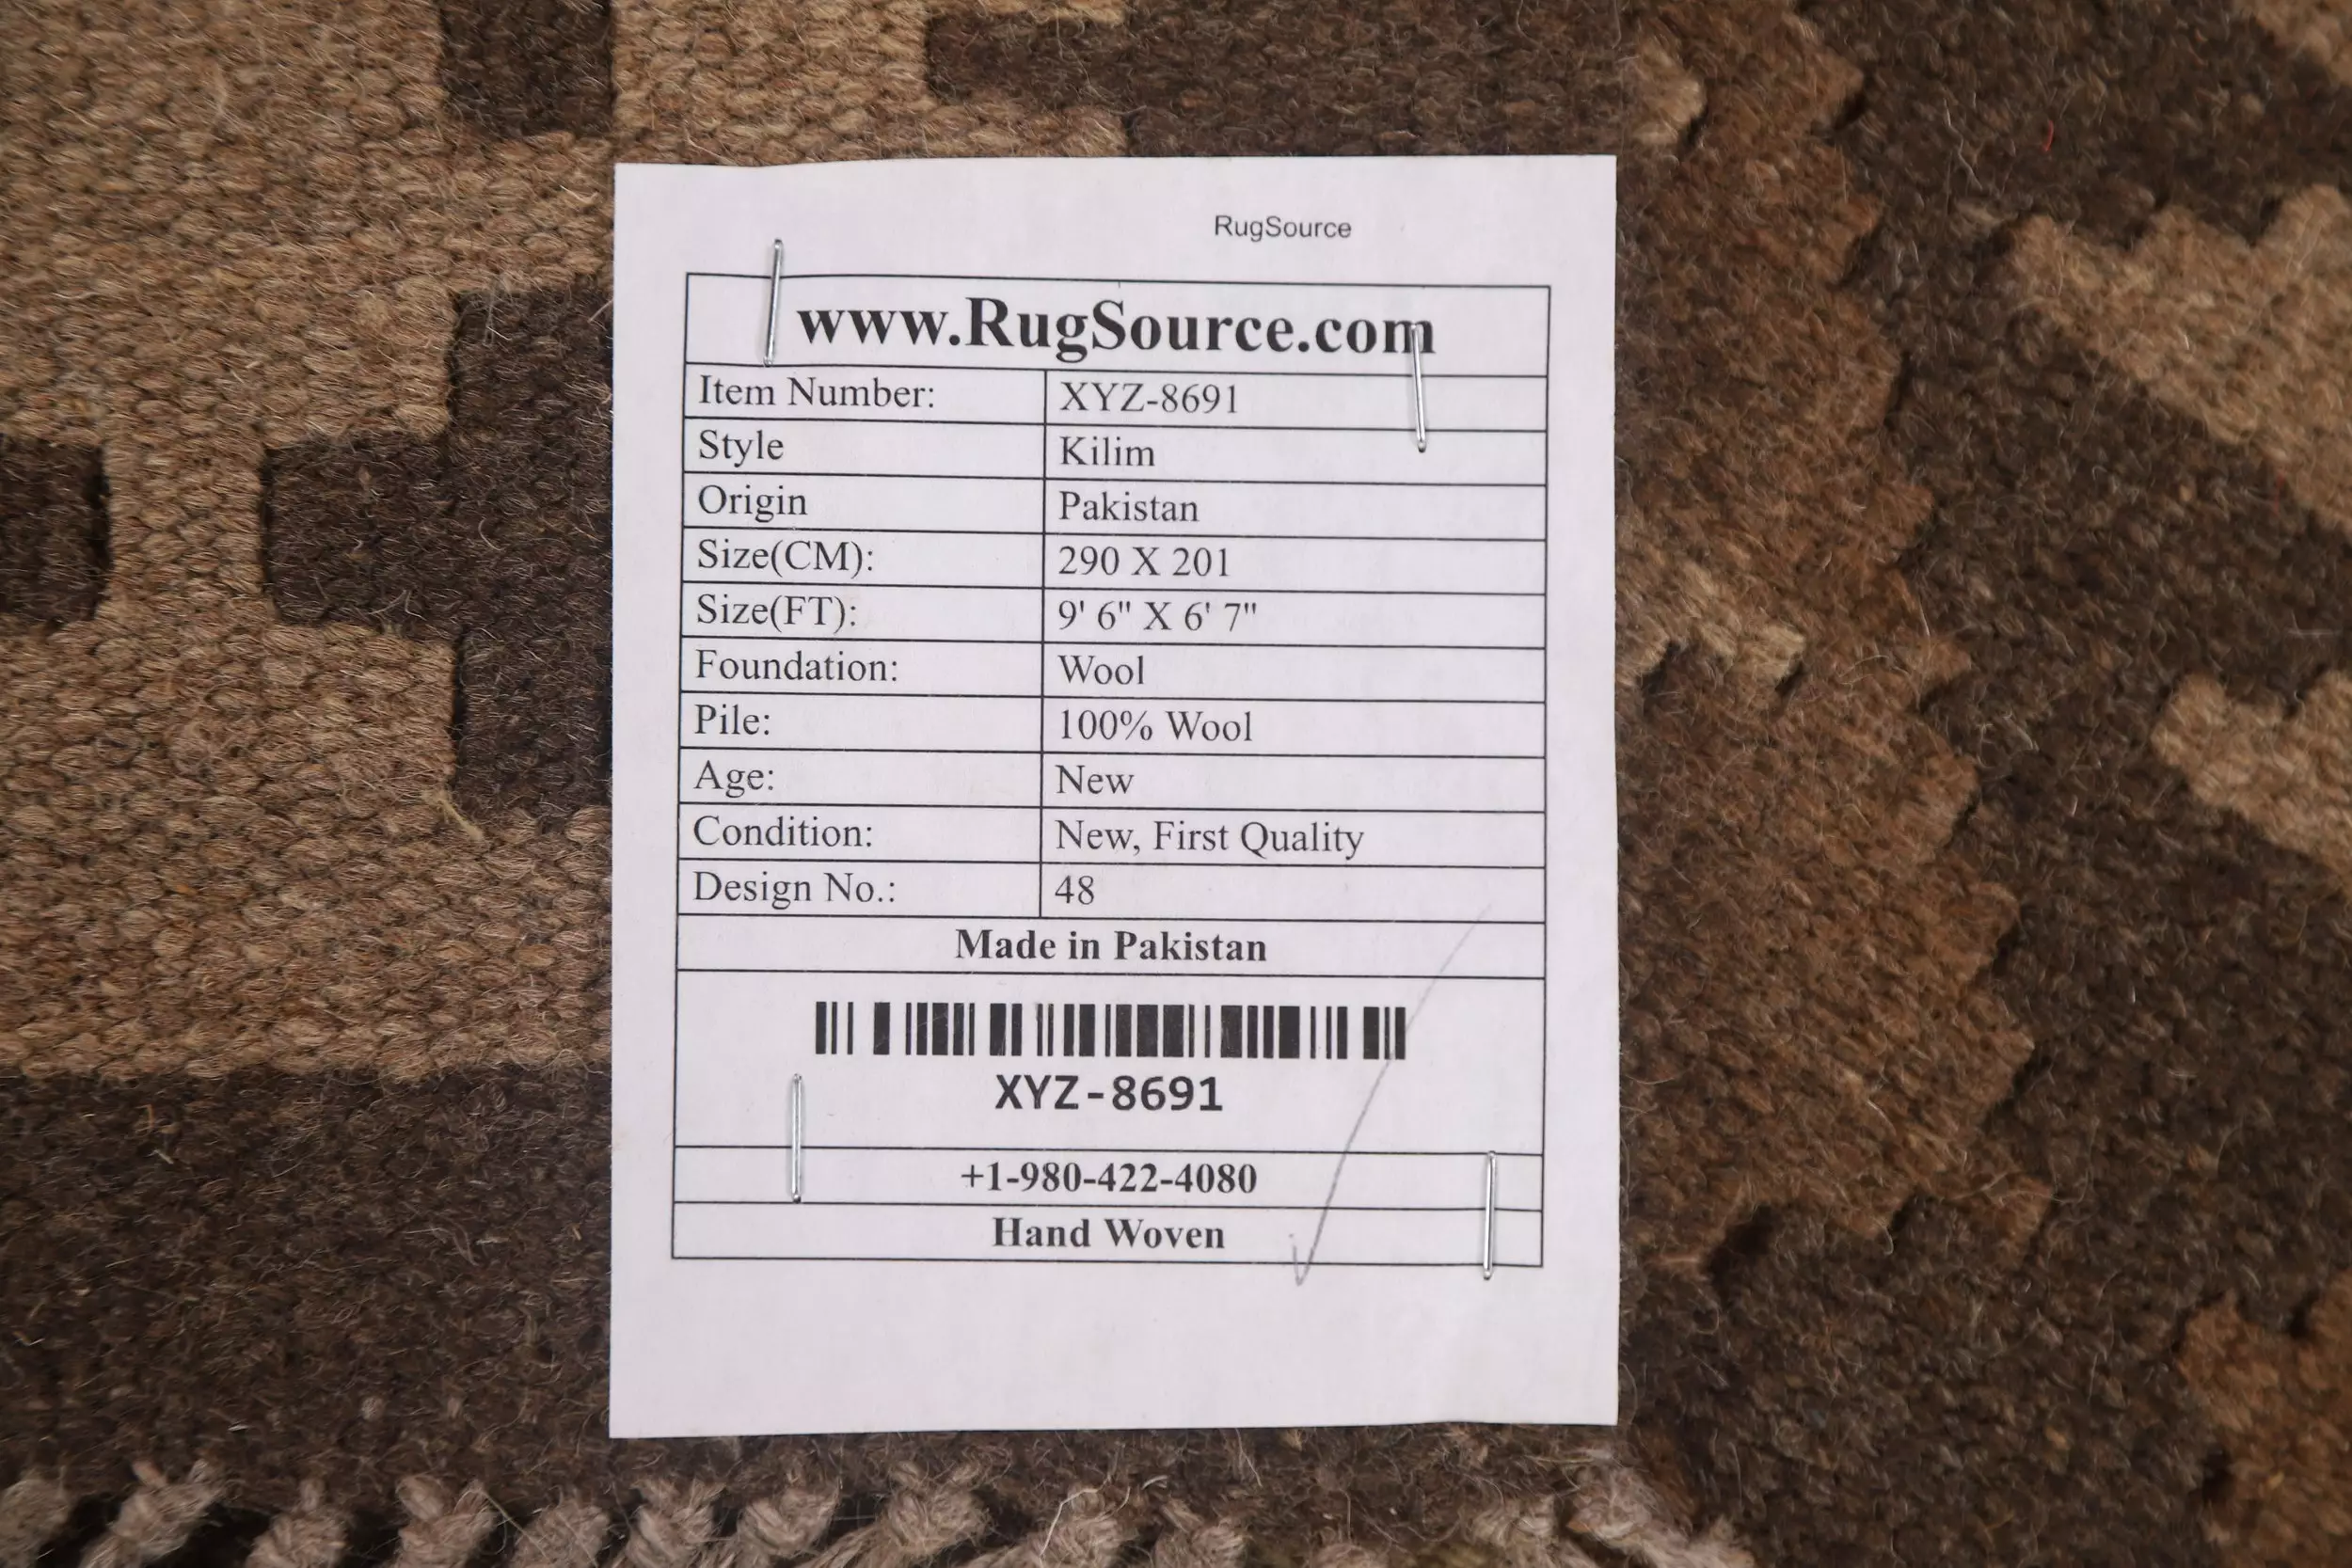 RugSource
www.RugSource.com
Item Number: XYZ-8691
Style Kilim
Origin Pakistan
Size(CM): 290 X 201
Size(FT): 9' 6" X 6' 7"
Foundation: Wool
Pile: 100% Wool
Age: New
Condition: New, First Quality
Design No.: 48
Made in Pakistan
XYZ-8691
+1-980-422-4080
Hand Woven